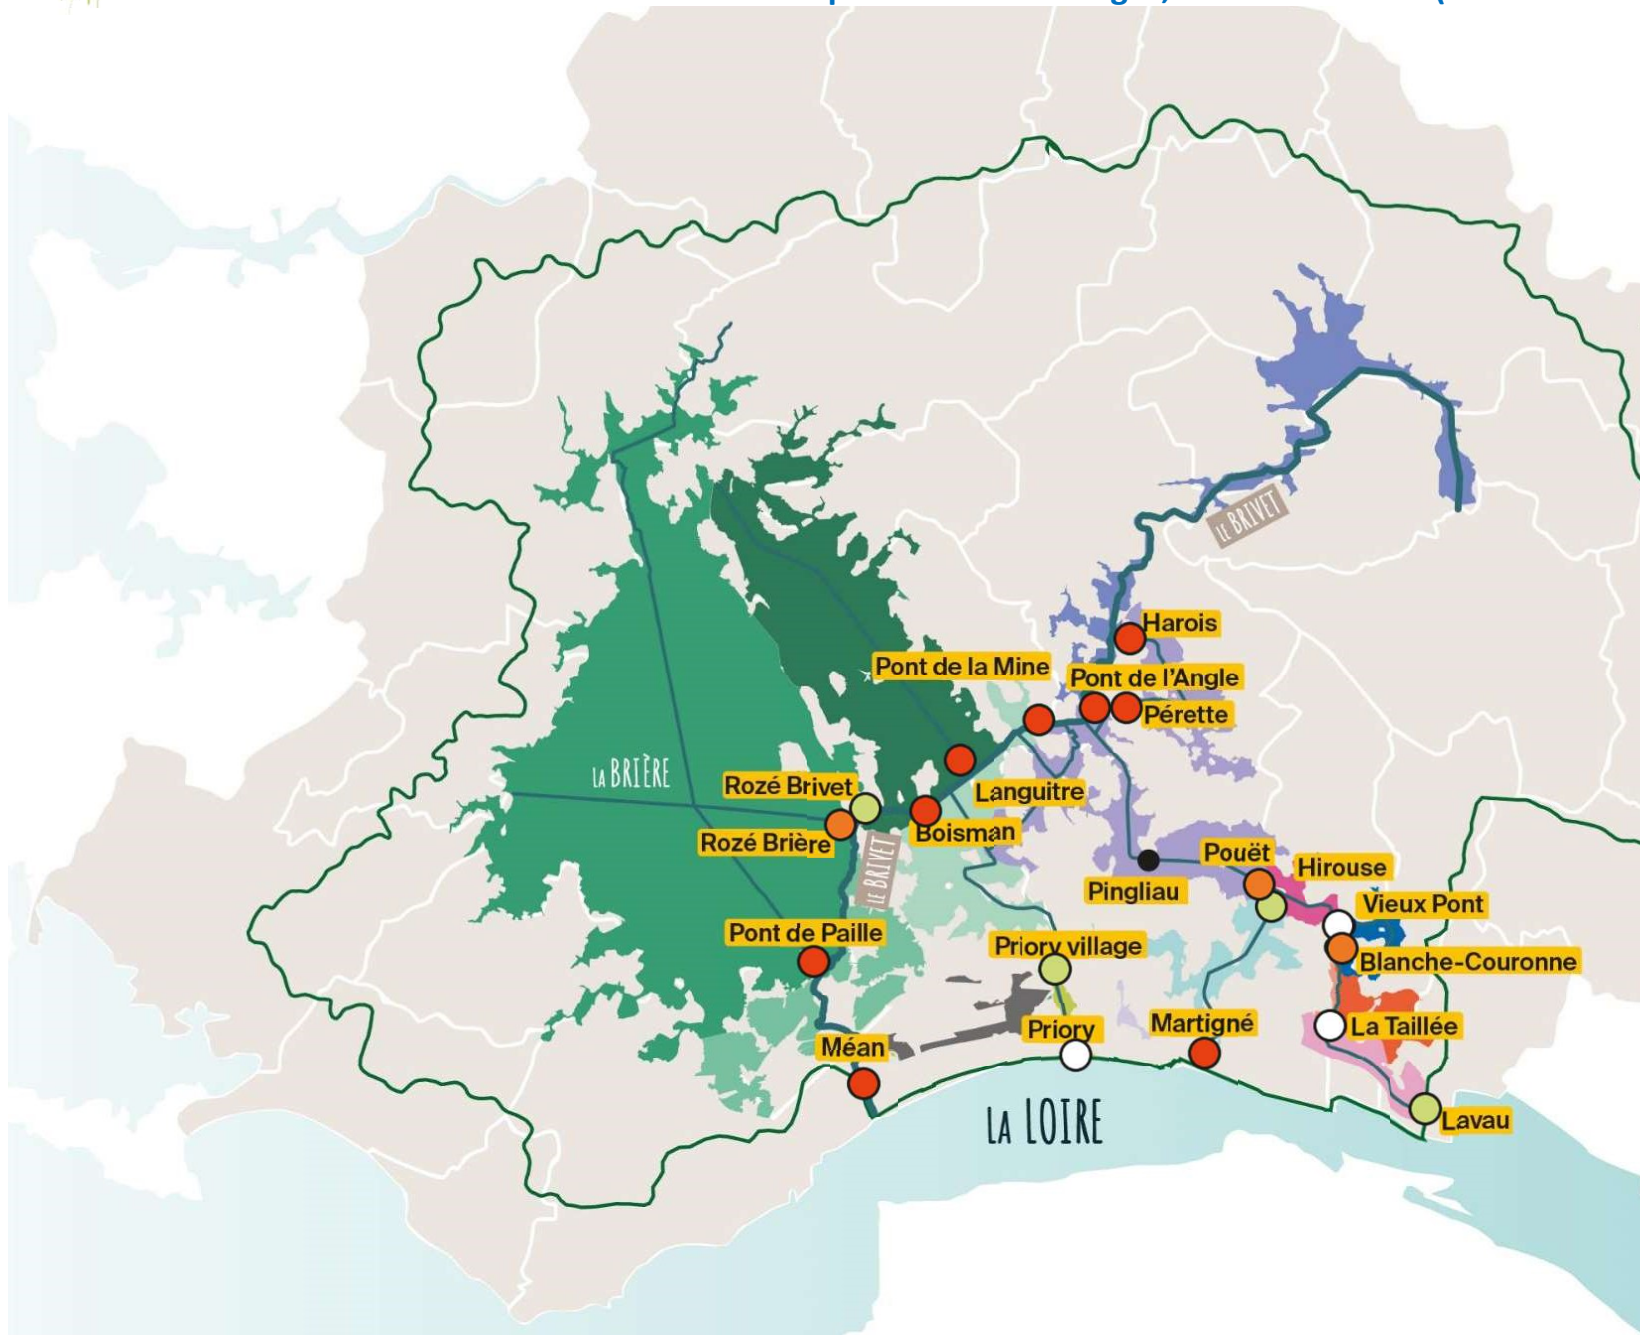 Harois
Pont de la Mine
Pont de l'Angle
Pérette
LE BRIVET
LA BRIÈRE
Rozé Brivet
Languitre
Rozé Brière
Boisman
LE BRIVET
Pouët
Hirouse
Pingliau
Vieux Pont
Pont de Paille
Priory village
Blanche-Couronne
Priory
Martigné
La Taillée
Méan
LA LOIRE
Lavau